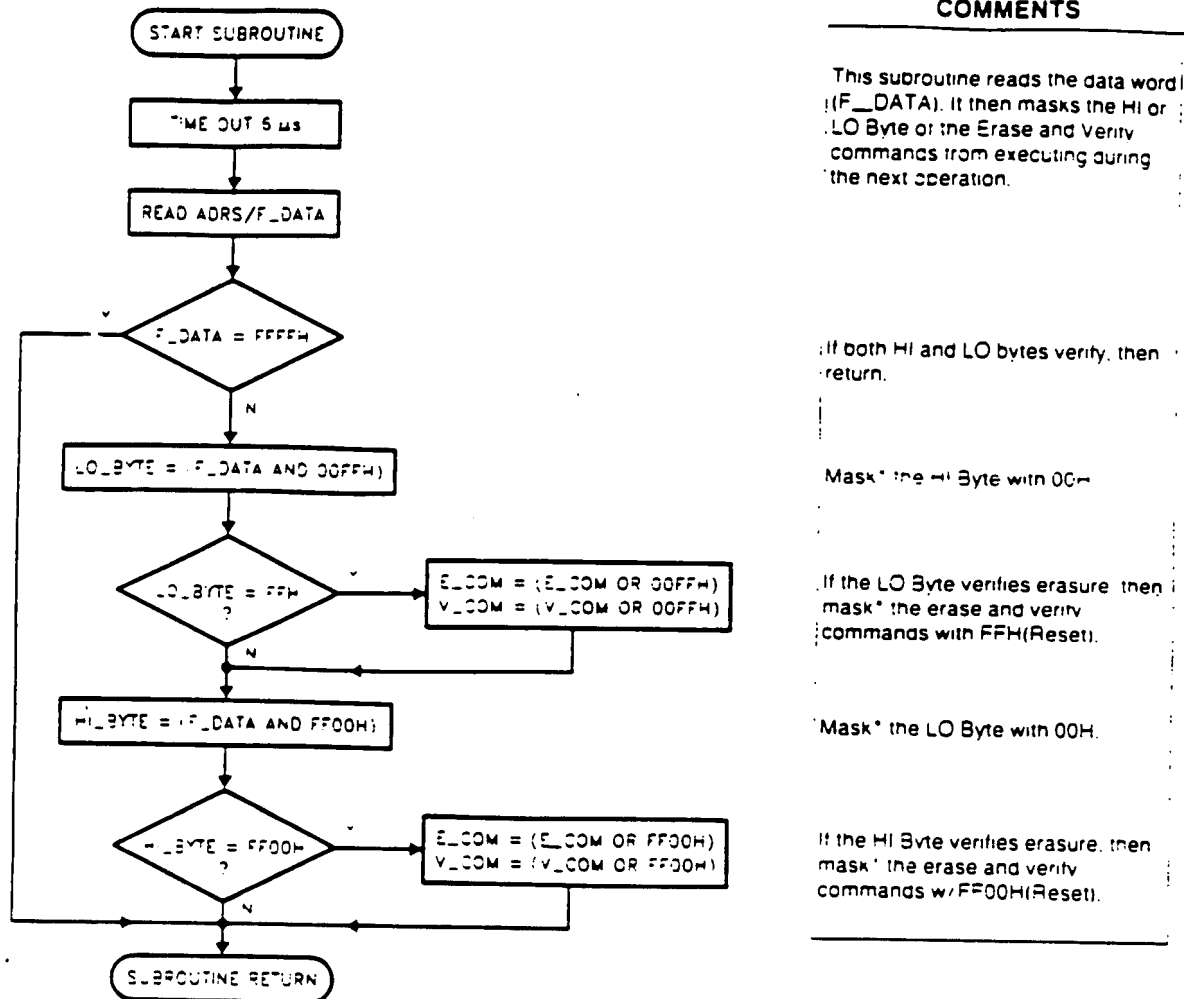 START SUBROUTINE
TIME OUT 6 µs
READ ADRS/F_DATA
F_DATA = FFFFH
Y
N
LO_BYTE = (F_DATA AND 00FFH)
LO_BYTE = FFH
?
Y
N
E_COM = (E_COM OR 00FFH)
V_COM = (V_COM OR 00FFH)
HI_BYTE = (F_DATA AND FF00H)
HI_BYTE = FF00H
?
Y
N
E_COM = (E_COM OR FF00H)
V_COM = (V_COM OR FF00H)
SUBROUTINE RETURN
COMMENTS
This subroutine reads the data word
(F__DATA). It then masks the HI or
LO Byte of the Erase and Verify
commands from executing during
the next operation.
If both HI and LO bytes verify, then
return.
Mask* the HI Byte with 00H
If the LO Byte verifies erasure then
mask* the erase and verify
commands with FFH(Reset).
Mask* the LO Byte with 00H.
If the HI Byte verifies erasure, then
mask* the erase and verify
commands w/FF00H(Reset).